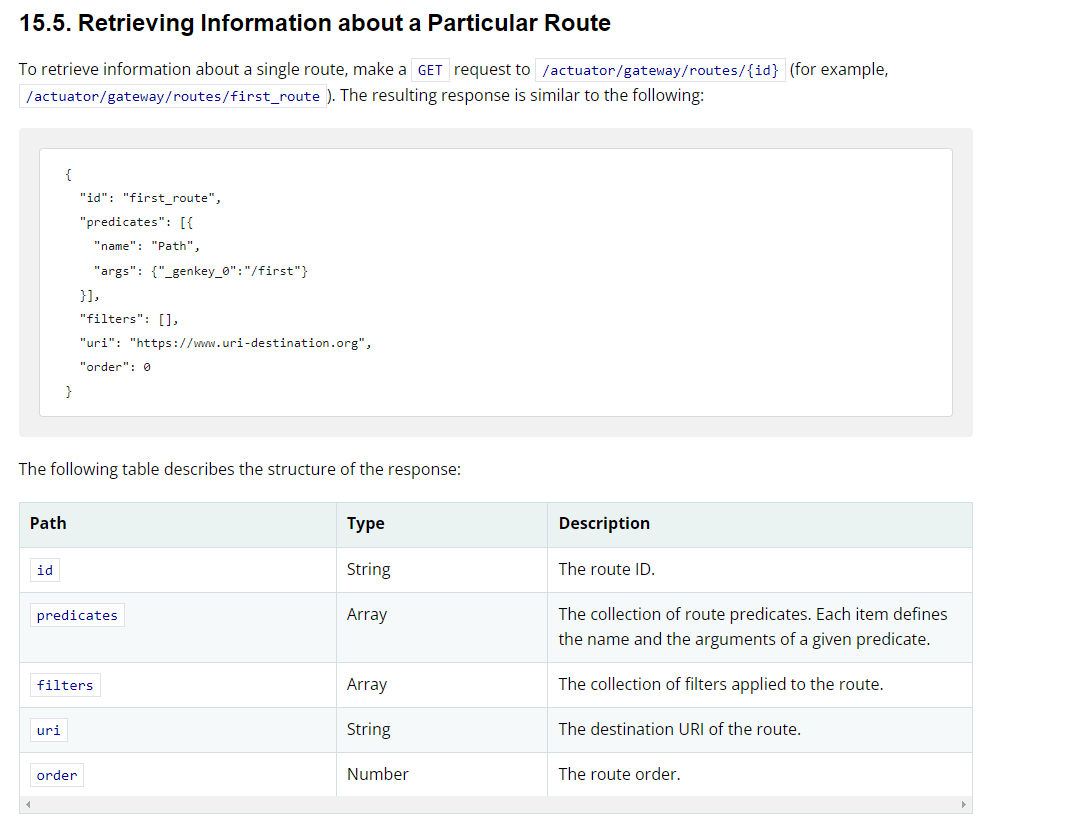 15.5. Retrieving Information about a Particular Route
To retrieve information about a single route, make a GET request to /actuator/gateway/routes/{id} (for example,
/actuator/gateway/routes/first_route ). The resulting response is similar to the following:
{
"id": "first_route",
"predicates": [{
"name": "Path",
"args": {"_genkey_0":"/first"}
}],
"filters": [],
"uri": "https://www.uri-destination.org",
"order": 0
}
The following table describes the structure of the response:
Path Type Description
id String The route ID.
predicates Array The collection of route predicates. Each item defines
the name and the arguments of a given predicate.
filters Array The collection of filters applied to the route.
uri String The destination URI of the route.
order Number The route order.